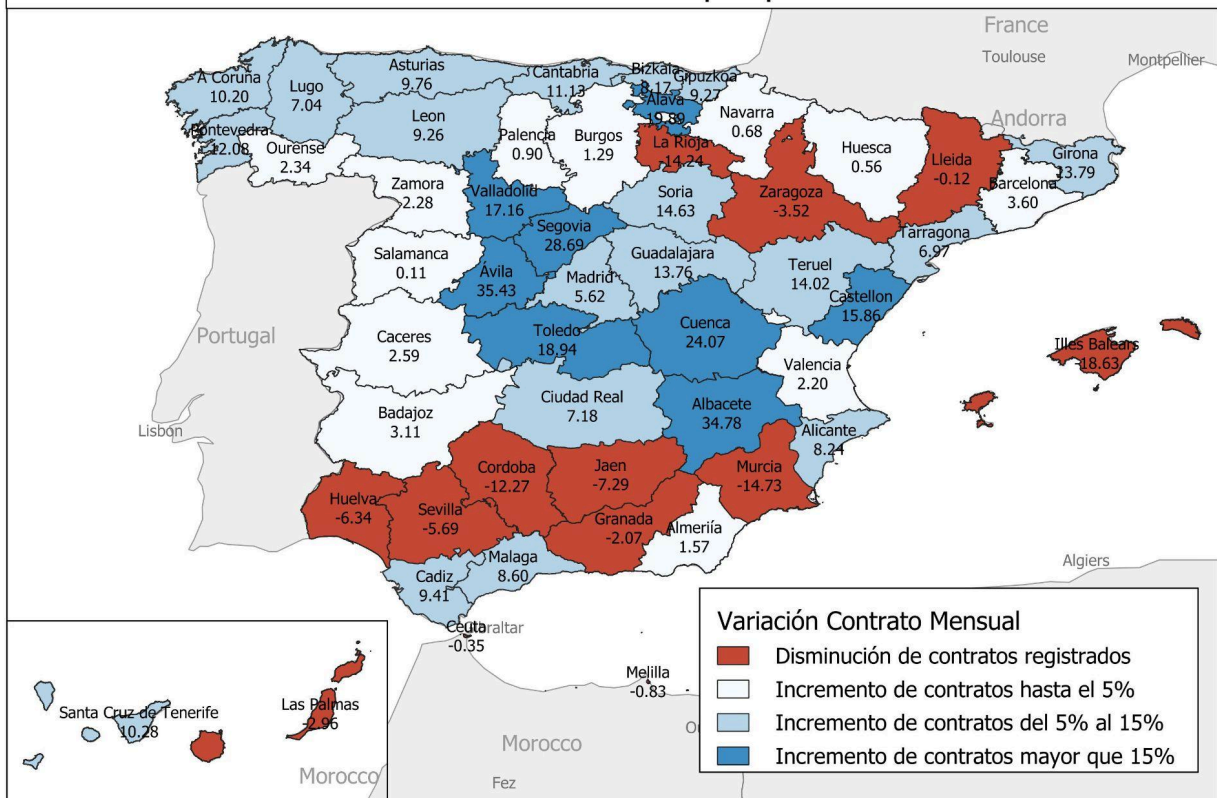 France
Toulouse
Montpellier
Andorra
A Coruña
10.20
Lugo
7.04
Asturias
9.76
Cantabria
11.13
Bizkaia
8.17
Gipuzkoa
9.27
Alava
19.89
Navarra
0.68
Pontevedra
12.08
Ourense
2.34
Leon
9.26
Palencia
0.90
Burgos
1.29
La Rioja
-14.24
Huesca
0.56
Lleida
-0.12
Girona
13.79
Barcelona
3.60
Zamora
2.28
Valladolid
17.16
Soria
14.63
Zaragoza
-3.52
Tarragona
6.97
Segovia
28.69
Salamanca
0.11
Ávila
35.43
Madrid
5.62
Guadalajara
13.76
Teruel
14.02
Castellon
15.86
Portugal
Caceres
2.59
Toledo
18.94
Cuenca
24.07
Valencia
2.20
Illes Balears
-18.63
Lisbon
Badajoz
3.11
Ciudad Real
7.18
Albacete
34.78
Alicante
8.24
Huelva
-6.34
Sevilla
-5.69
Cordoba
-12.27
Jaen
-7.29
Murcia
-14.73
Granada
-2.07
Almeriía
1.57
Cadiz
9.41
Malaga
8.60
Algiers
Ceuta
-0.35
Gibraltar
Melilla
-0.83
Santa Cruz de Tenerife
10.28
Las Palmas
-2.96
Morocco
Morocco
Fez
Variación Contrato Mensual
Disminución de contratos registrados
Incremento de contratos hasta el 5%
Incremento de contratos del 5% al 15%
Incremento de contratos mayor que 15%